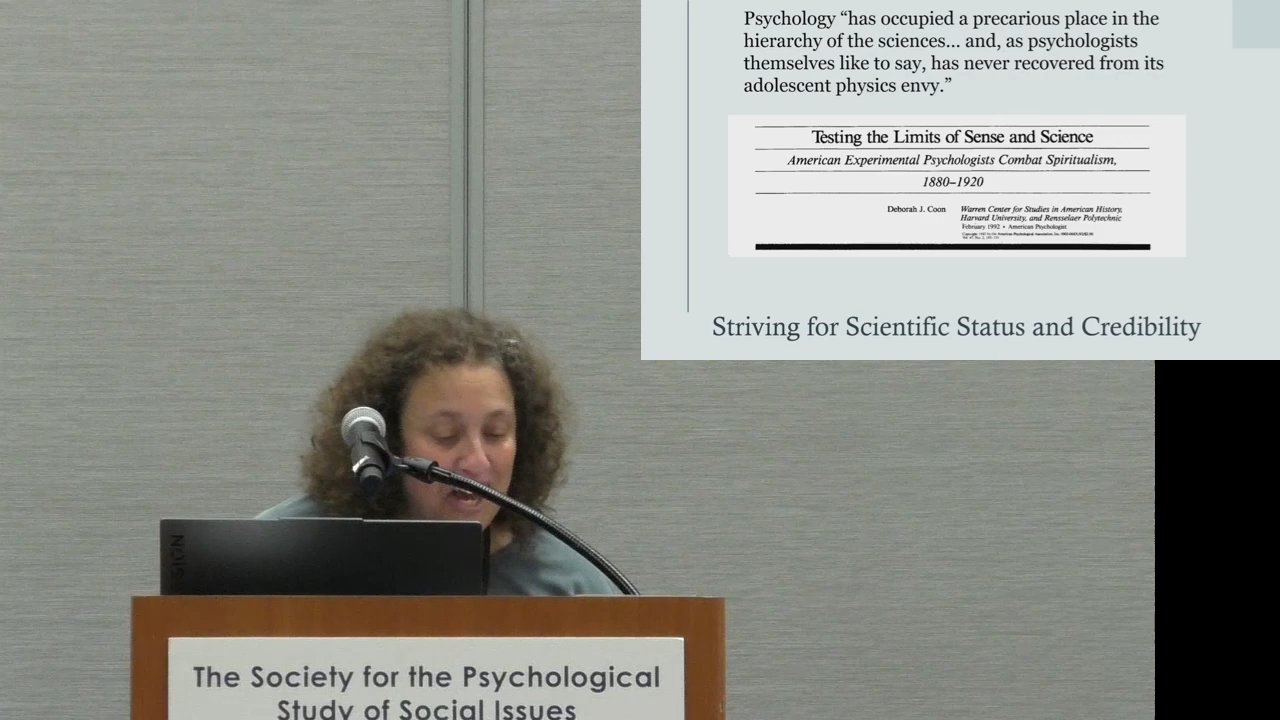 Psychology “has occupied a precarious place in the
hierarchy of the sciences... and, as psychologists
themselves like to say, has never recovered from its
adolescent physics envy.”
Testing the Limits of Sense and Science
American Experimental Psychologists Combat Spiritualism,
1880–1920
Deborah J. Coon
Warren Center for Studies in American History,
Harvard University, and Rensselaer Polytechnic
February 1992 • American Psychologist
Striving for Scientific Status and Credibility
The Society for the Psychological
Study of Social Issues